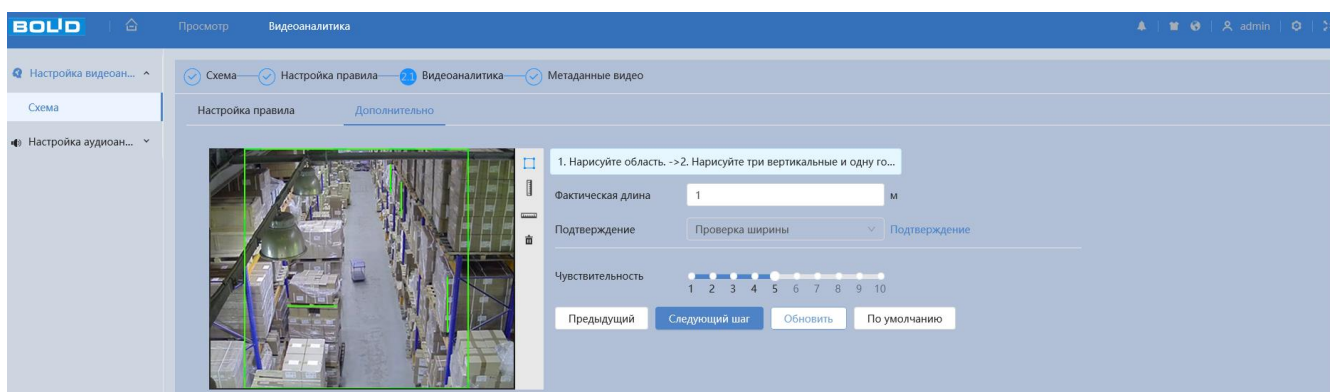 BOLID Просмотр Видеоаналитика admin
Настройка видеоан...
Схема
Настройка аудиоан...
Схема Настройка правила 2.1 Видеоаналитика Метаданные видео
Настройка правила Дополнительно
1. Нарисуйте область. ->2. Нарисуйте три вертикальные и одну го...
Фактическая длина 1 м
Подтверждение Проверка ширины Подтверждение
Чувствительность
1 2 3 4 5 6 7 8 9 10
Предыдущий Следующий шаг Обновить По умолчанию